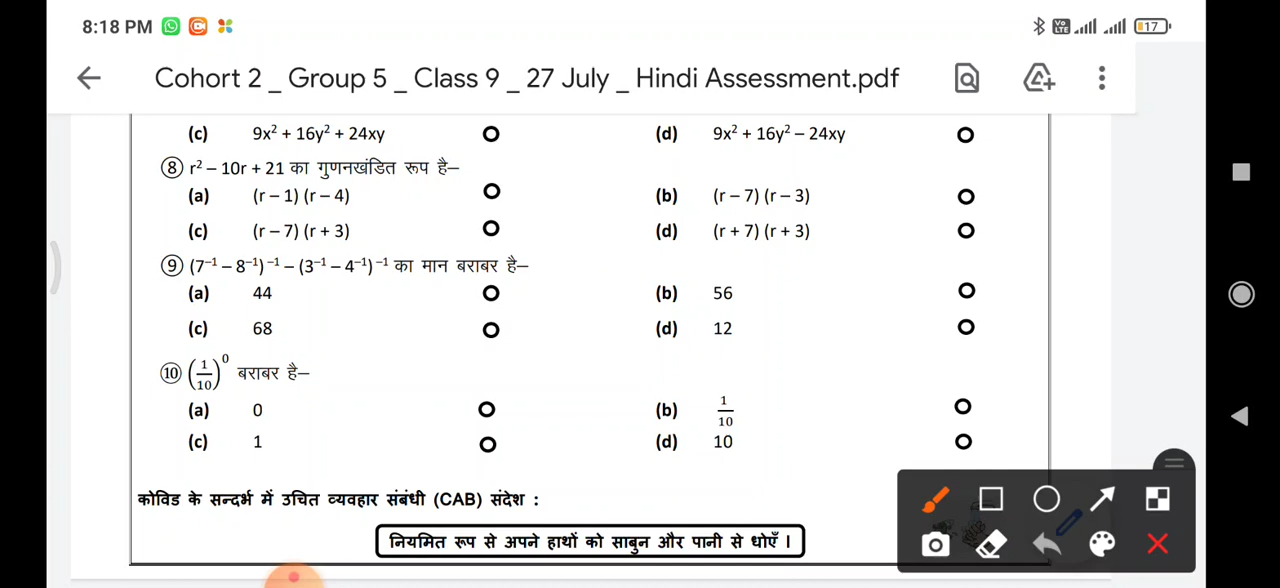 8:18 PM
Vo LTE 17
Cohort 2 _ Group 5 _ Class 9 _ 27 July _ Hindi Assessment.pdf
(c) 9x² + 16y² + 24xy (d) 9x² + 16y² – 24xy
⑧ r² – 10r + 21 का गुणनखंडित रूप है–
(a) (r – 1) (r – 4) (b) (r – 7) (r – 3)
(c) (r – 7) (r + 3) (d) (r + 7) (r + 3)
⑨ (7⁻¹ – 8⁻¹)⁻¹ – (3⁻¹ – 4⁻¹)⁻¹ का मान बराबर है–
(a) 44 (b) 56
(c) 68 (d) 12
⑩ (1/10)⁰ बराबर है–
(a) 0 (b) 1/10
(c) 1 (d) 10
कोविड के सन्दर्भ में उचित व्यवहार संबंधी (CAB) संदेश :
नियमित रूप से अपने हाथों को साबुन और पानी से धोएँ ।